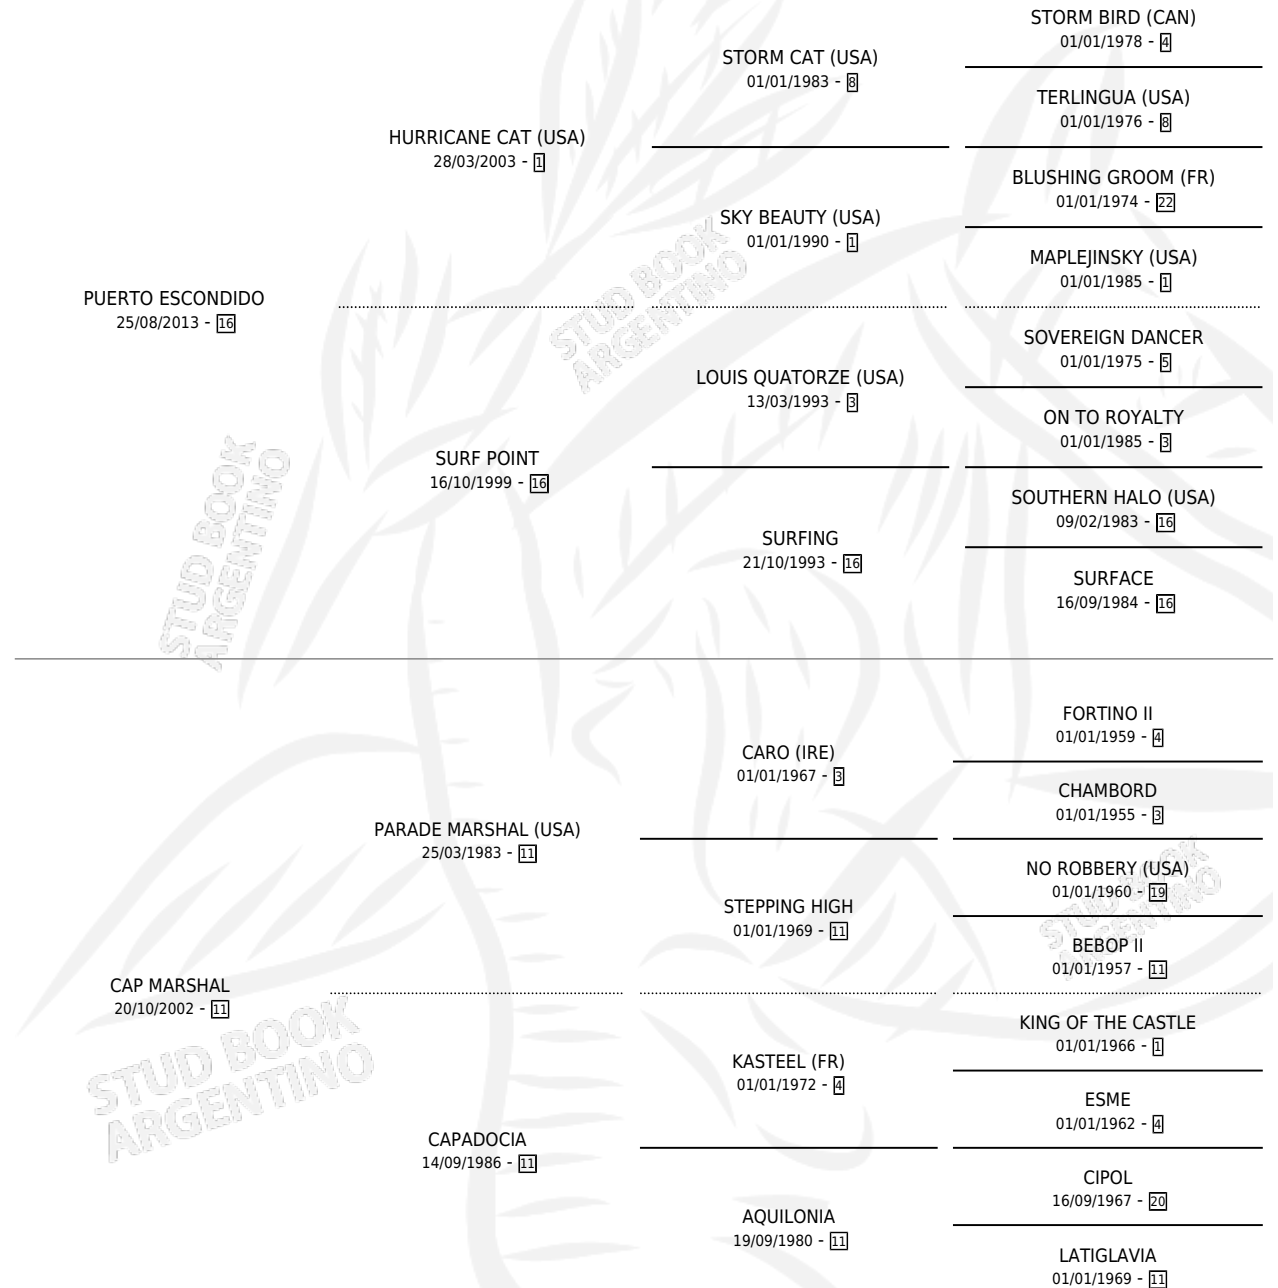 STORM BIRD (CAN)
01/01/1978 - 4
STORM CAT (USA)
01/01/1983 - 8
TERLINGUA (USA)
01/01/1976 - 8
HURRICANE CAT (USA)
28/03/2003 - 1
BLUSHING GROOM (FR)
01/01/1974 - 22
SKY BEAUTY (USA)
01/01/1990 - 1
MAPLEJINSKY (USA)
01/01/1985 - 1
PUERTO ESCONDIDO
25/08/2013 - 16
SOVEREIGN DANCER
01/01/1975 - 5
LOUIS QUATORZE (USA)
13/03/1993 - 3
ON TO ROYALTY
01/01/1985 - 3
SURF POINT
16/10/1999 - 16
SOUTHERN HALO (USA)
09/02/1983 - 16
SURFING
21/10/1993 - 16
SURFACE
16/09/1984 - 16
STUD BOOK
ARGENTINO
STUD BOOK
ARGENTINO
FORTINO II
01/01/1959 - 4
CARO (IRE)
01/01/1967 - 3
CHAMBORD
01/01/1955 - 3
PARADE MARSHAL (USA)
25/03/1983 - 11
NO ROBBERY (USA)
01/01/1960 - 19
STEPPING HIGH
01/01/1969 - 11
BEBOP II
01/01/1957 - 11
STUD BOOK
ARGENTINO
CAP MARSHAL
20/10/2002 - 11
KING OF THE CASTLE
01/01/1966 - 1
KASTEEL (FR)
01/01/1972 - 4
ESME
01/01/1962 - 4
STUD BOOK
ARGENTINO
CAPADOCIA
14/09/1986 - 11
CIPOL
16/09/1967 - 20
AQUILONIA
19/09/1980 - 11
LATIGLAVIA
01/01/1969 - 11